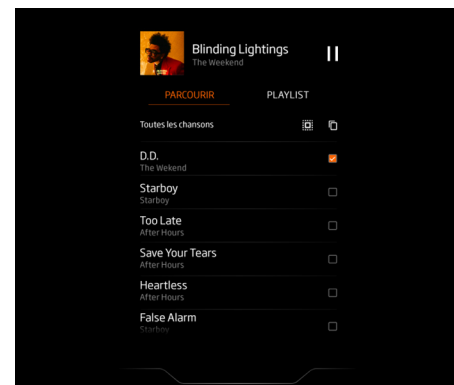 Blinding Lightings
The Weekend
PARCOURIR PLAYLIST
Toutes les chansons
D.D.
The Wekend
Starboy
Starboy
Too Late
After Hours
Save Your Tears
After Hours
Heartless
After Hours
False Alarm
Starboy